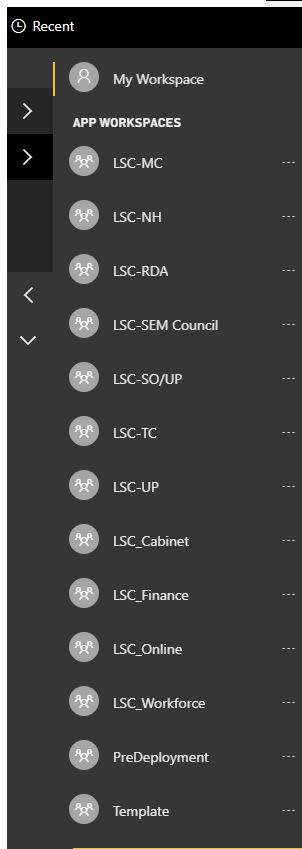 Recent
My Workspace
APP WORKSPACES
LSC-MC
LSC-NH
LSC-RDA
LSC-SEM Council
LSC-SO/UP
LSC-TC
LSC-UP
LSC_Cabinet
LSC_Finance
LSC_Online
LSC_Workforce
PreDeployment
Template